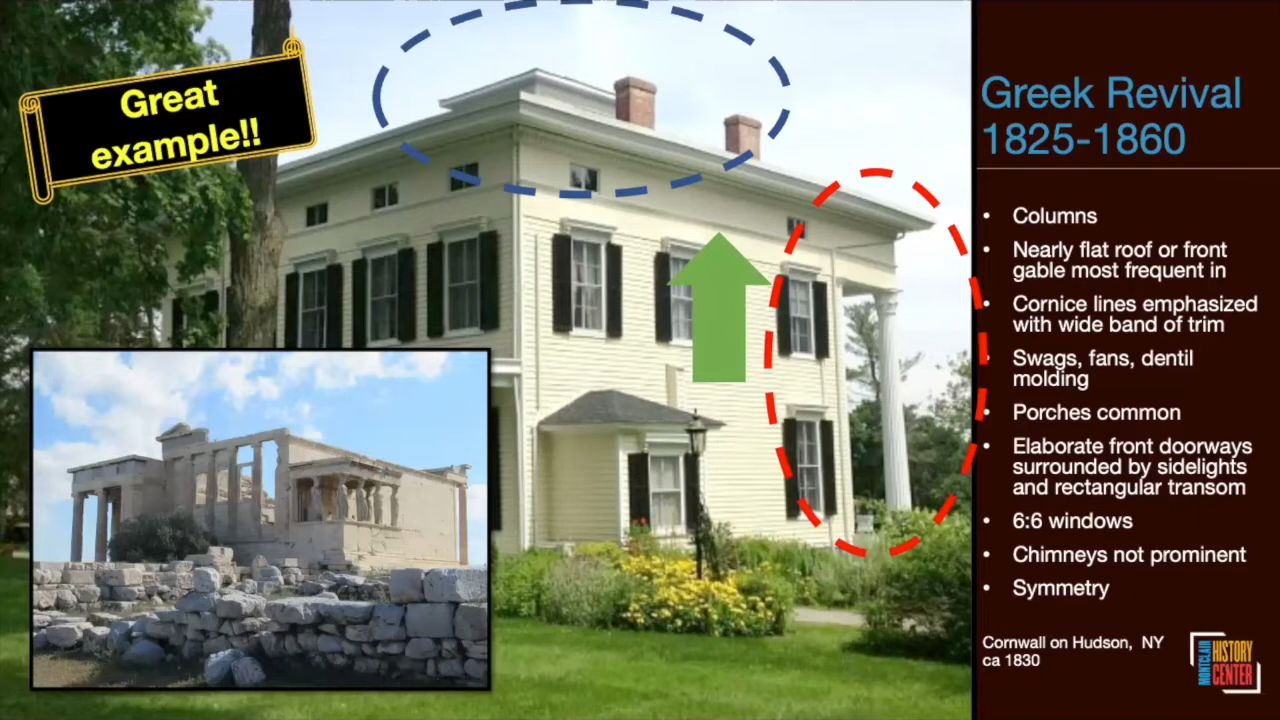 Great
example!!
Greek Revival
1825-1860
• Columns
• Nearly flat roof or front
gable most frequent in
• Cornice lines emphasized
with wide band of trim
• Swags, fans, dentil
molding
• Porches common
• Elaborate front doorways
surrounded by sidelights
and rectangular transom
• 6:6 windows
• Chimneys not prominent
• Symmetry
Cornwall on Hudson, NY
ca 1830
MONTCLAIR
HISTORY
CENTER